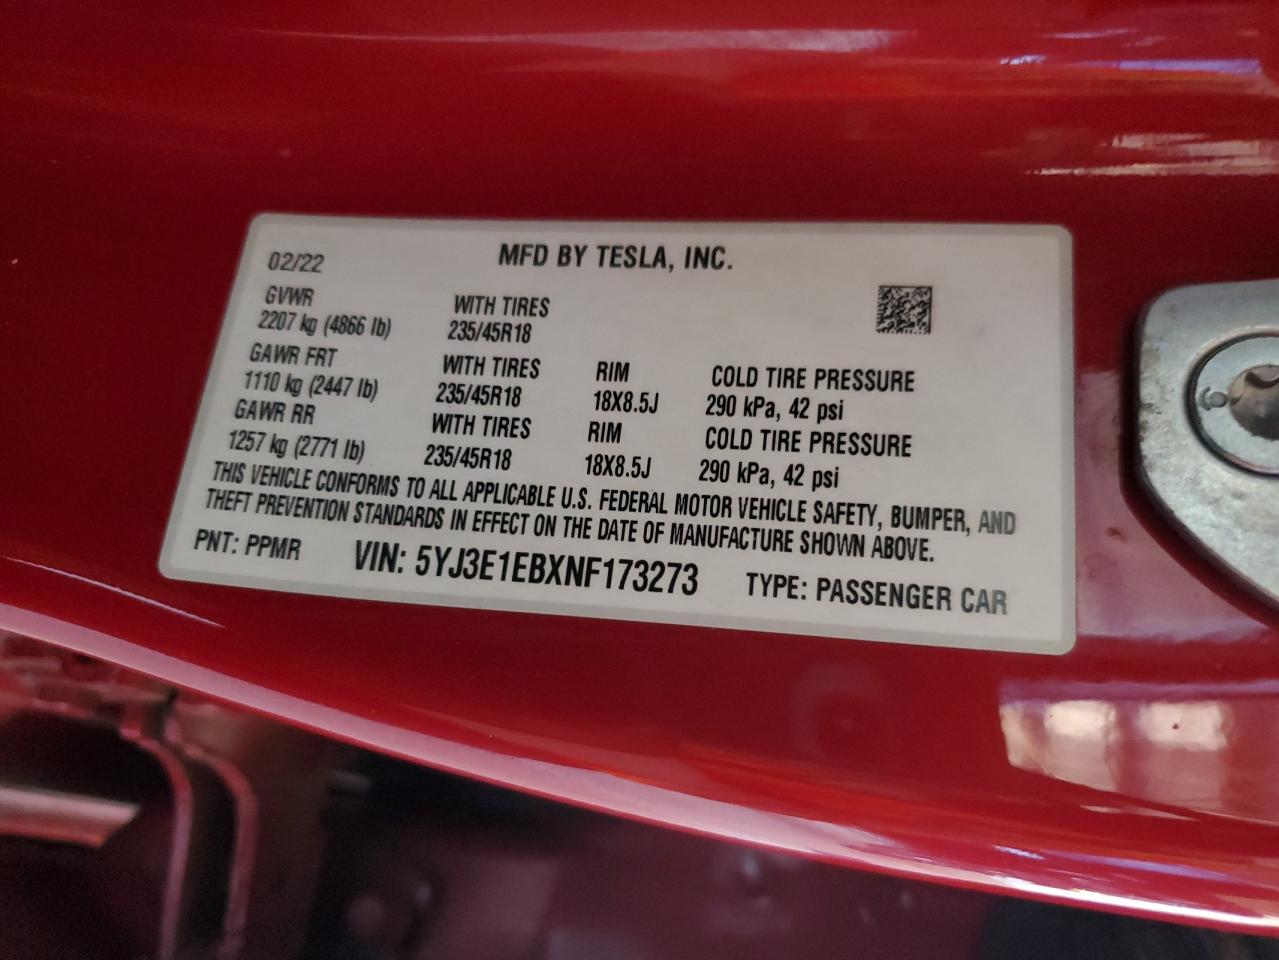 02/22 MFD BY TESLA, INC.
GVWR WITH TIRES
2207 kg (4866 lb) 235/45R18
GAWR FRT WITH TIRES RIM COLD TIRE PRESSURE
1110 kg (2447 lb) 235/45R18 18X8.5J 290 kPa, 42 psi
GAWR RR WITH TIRES RIM COLD TIRE PRESSURE
1257 kg (2771 lb) 235/45R18 18X8.5J 290 kPa, 42 psi
THIS VEHICLE CONFORMS TO ALL APPLICABLE U.S. FEDERAL MOTOR VEHICLE SAFETY, BUMPER, AND
THEFT PREVENTION STANDARDS IN EFFECT ON THE DATE OF MANUFACTURE SHOWN ABOVE.
PNT: PPMR VIN: 5YJ3E1EBXNF173273 TYPE: PASSENGER CAR